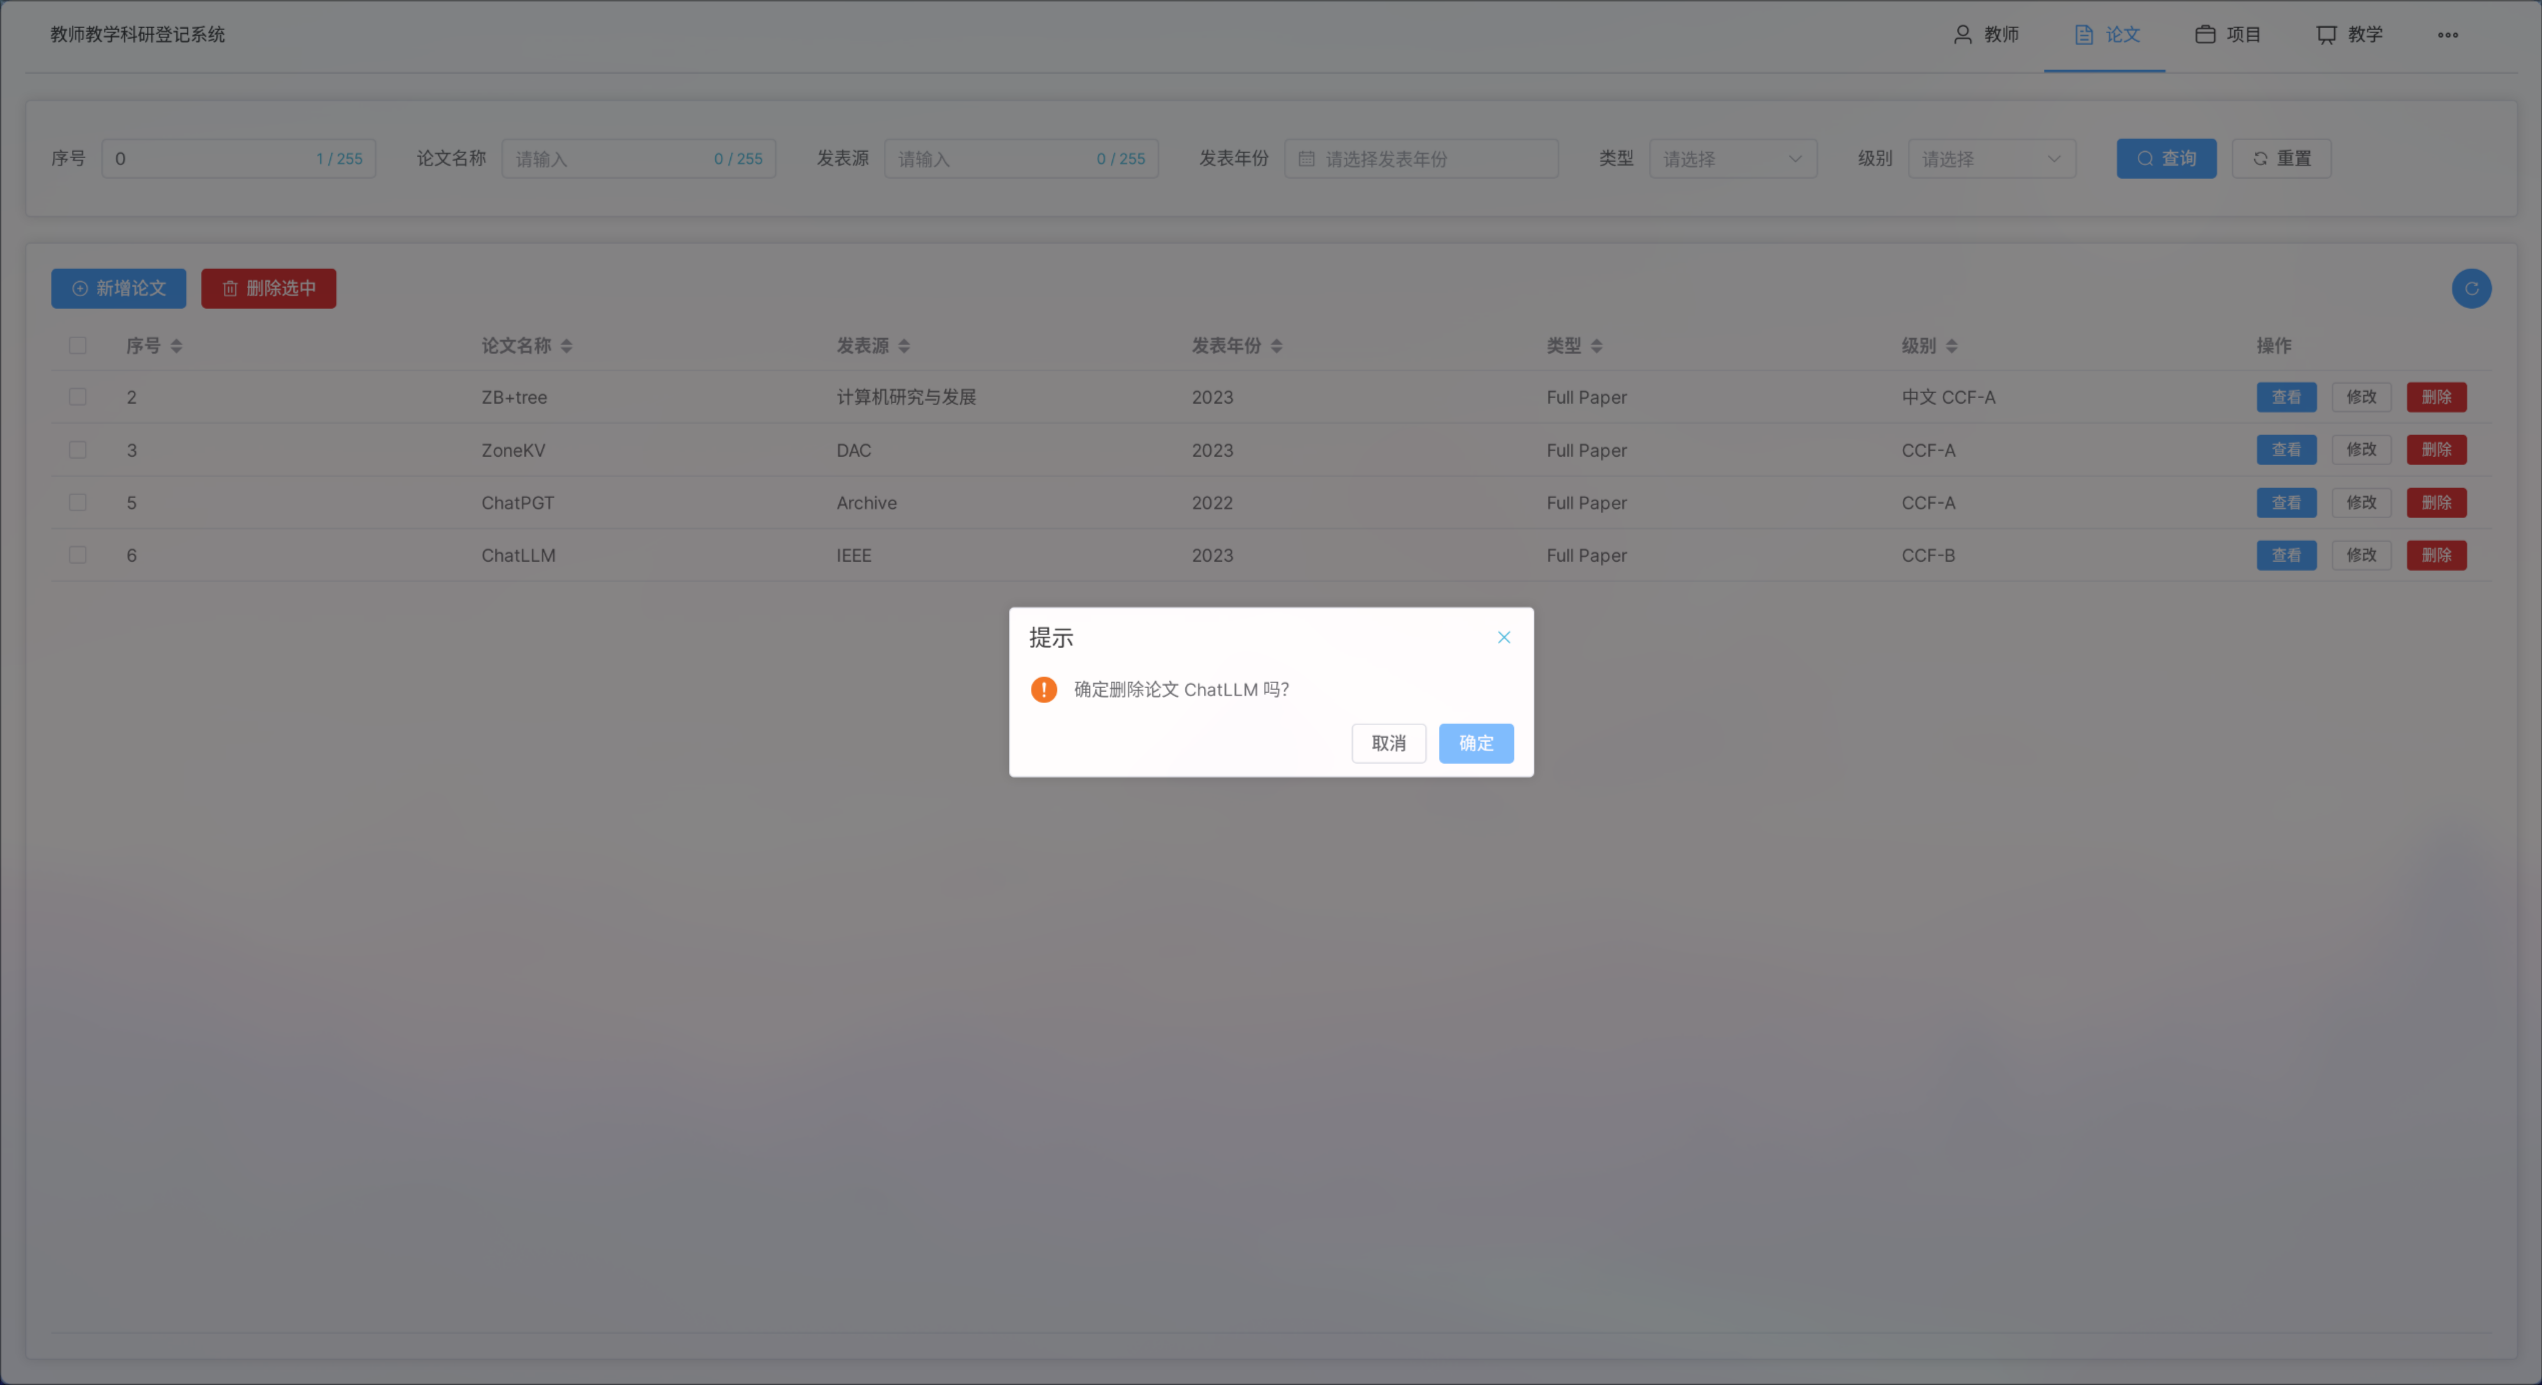 教师教学科研登记系统 教师 论文 项目 教学
序号 0 1 / 255 论文名称 请输入 0 / 255 发表源 请输入 0 / 255 发表年份 请选择发表年份 类型 请选择 级别 请选择 查询 重置
新增论文 删除选中
序号 论文名称 发表源 发表年份 类型 级别 操作
2 ZB+tree 计算机研究与发展 2023 Full Paper 中文 CCF-A 查看 修改 删除
3 ZoneKV DAC 2023 Full Paper CCF-A 查看 修改 删除
5 ChatPGT Archive 2022 Full Paper CCF-A 查看 修改 删除
6 ChatLLM IEEE 2023 Full Paper CCF-B 查看 修改 删除
提示
确定删除论文 ChatLLM 吗?
取消 确定